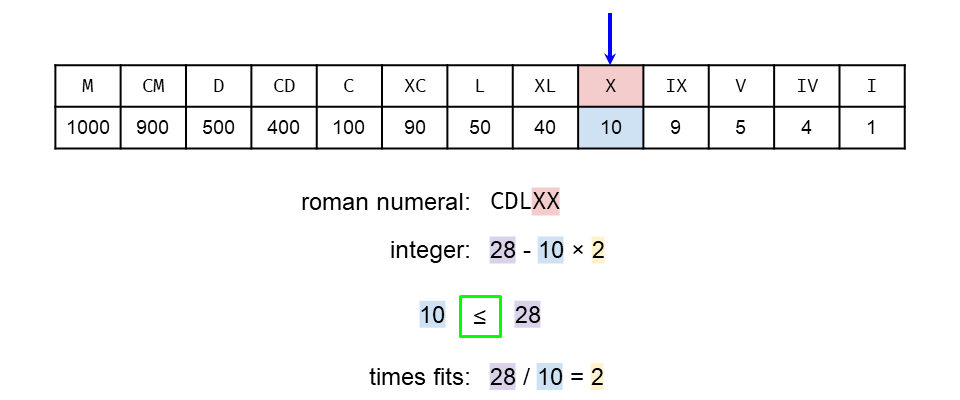 M CM D CD C XC L XL X IX V IV I
1000 900 500 400 100 90 50 40 10 9 5 4 1
roman numeral: CDLXX
integer: 28 - 10 × 2
10 ≤ 28
times fits: 28 / 10 = 2